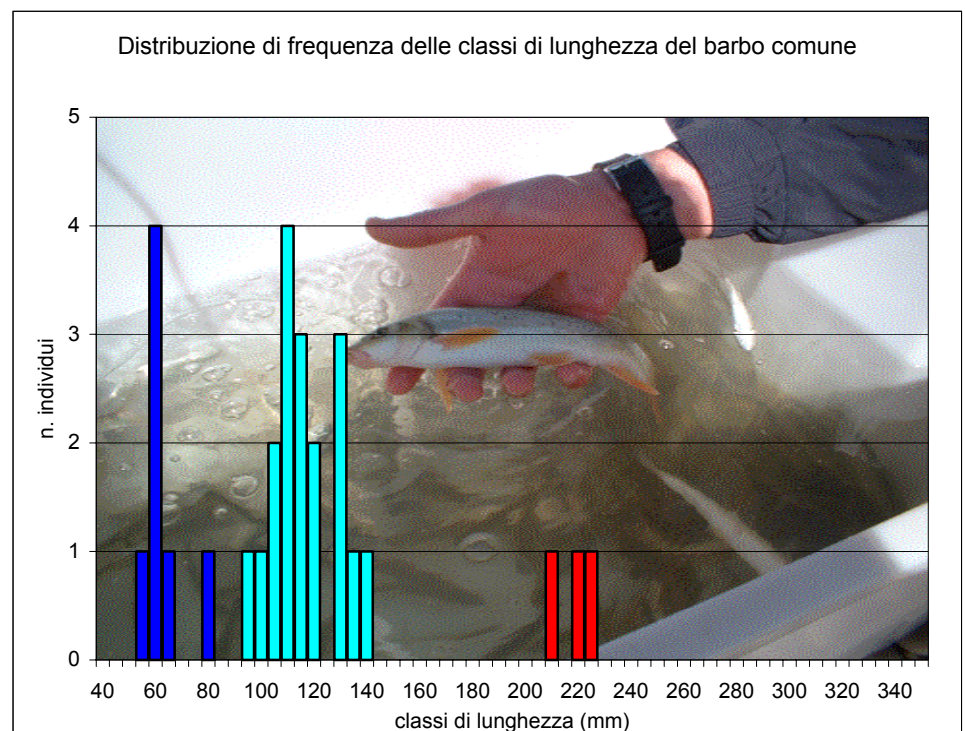 Distribuzione di frequenza delle classi di lunghezza del barbo comune
5
4
3
2
1
0
n. individui
40 60 80 100 120 140 160 180 200 220 240 260 280 300 320 340
classi di lunghezza (mm)